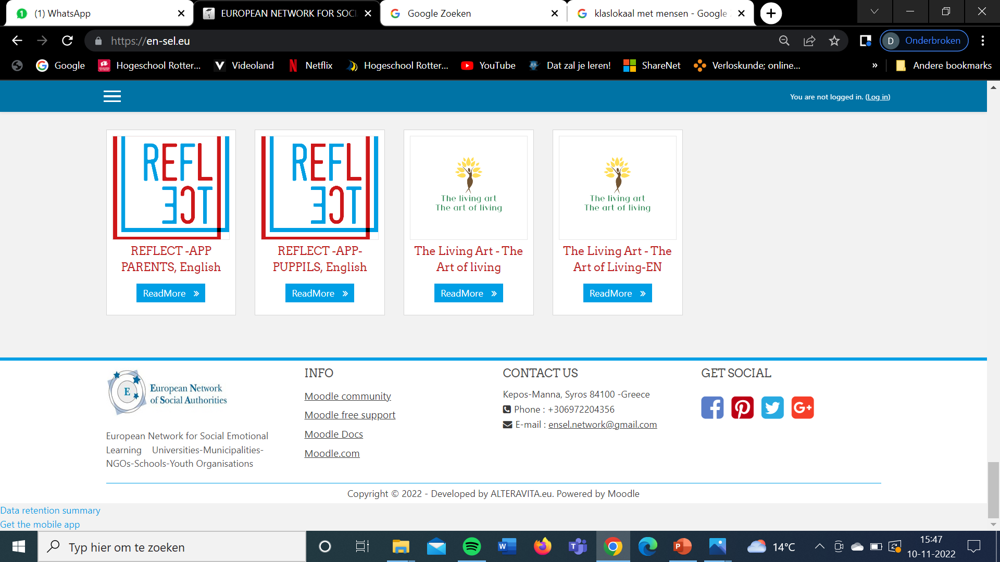 (1) WhatsApp
EUROPEAN NETWORK FOR SOCI
Google Zoeken
klaslokaal met mensen - Google
https://en-sel.eu
D Onderbroken
Google
Hogeschool Rotter...
Videoland
Netflix
Hogeschool Rotter...
YouTube
Dat zal je leren!
ShareNet
Verloskunde; online...
»
Andere bookmarks
You are not logged in. (Log in)
REFL
ECT
REFLECT -APP
PARENTS, English
ReadMore »
REFL
ECT
REFLECT -APP-
PUPPILS, English
ReadMore »
The living art
The art of living
The Living Art - The
Art of living
ReadMore »
The living art
The art of living
The Living Art - The
Art of Living-EN
ReadMore »
E
European Network
of Social Authorities
European Network for Social Emotional
Learning Universities-Municipalities-
NGOs-Schools-Youth Organisations
INFO
Moodle community
Moodle free support
Moodle Docs
Moodle.com
CONTACT US
Kepos-Manna, Syros 84100 -Greece
Phone : +306972204356
E-mail : ensel.network@gmail.com
GET SOCIAL
Copyright © 2022 - Developed by ALTERAVITA.eu. Powered by Moodle
Data retention summary
Get the mobile app
Typ hier om te zoeken
14°C
15:47
10-11-2022